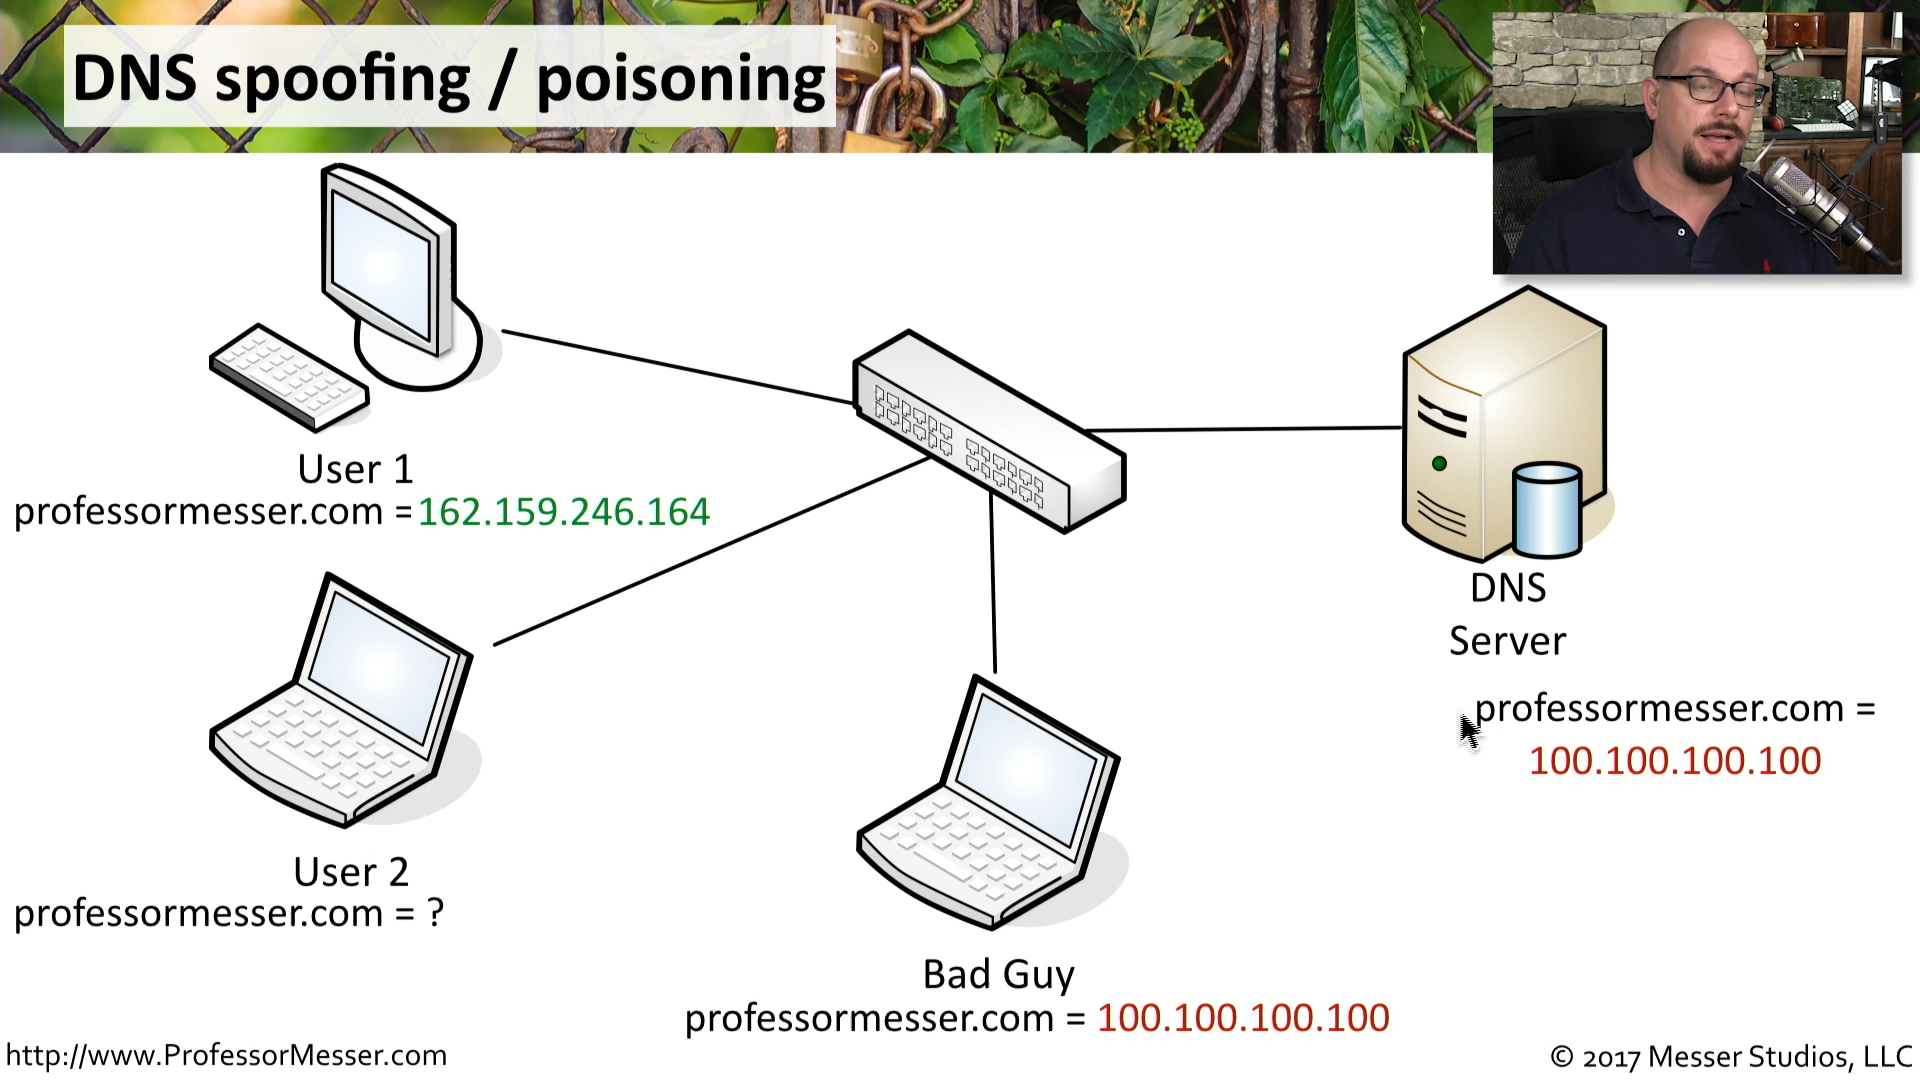 DNS spoofing / poisoning
User 1
professormesser.com = 162.159.246.164
DNS
Server
professormesser.com =
100.100.100.100
User 2
professormesser.com = ?
Bad Guy
professormesser.com = 100.100.100.100
http://www.ProfessorMesser.com
© 2017 Messer Studios, LLC